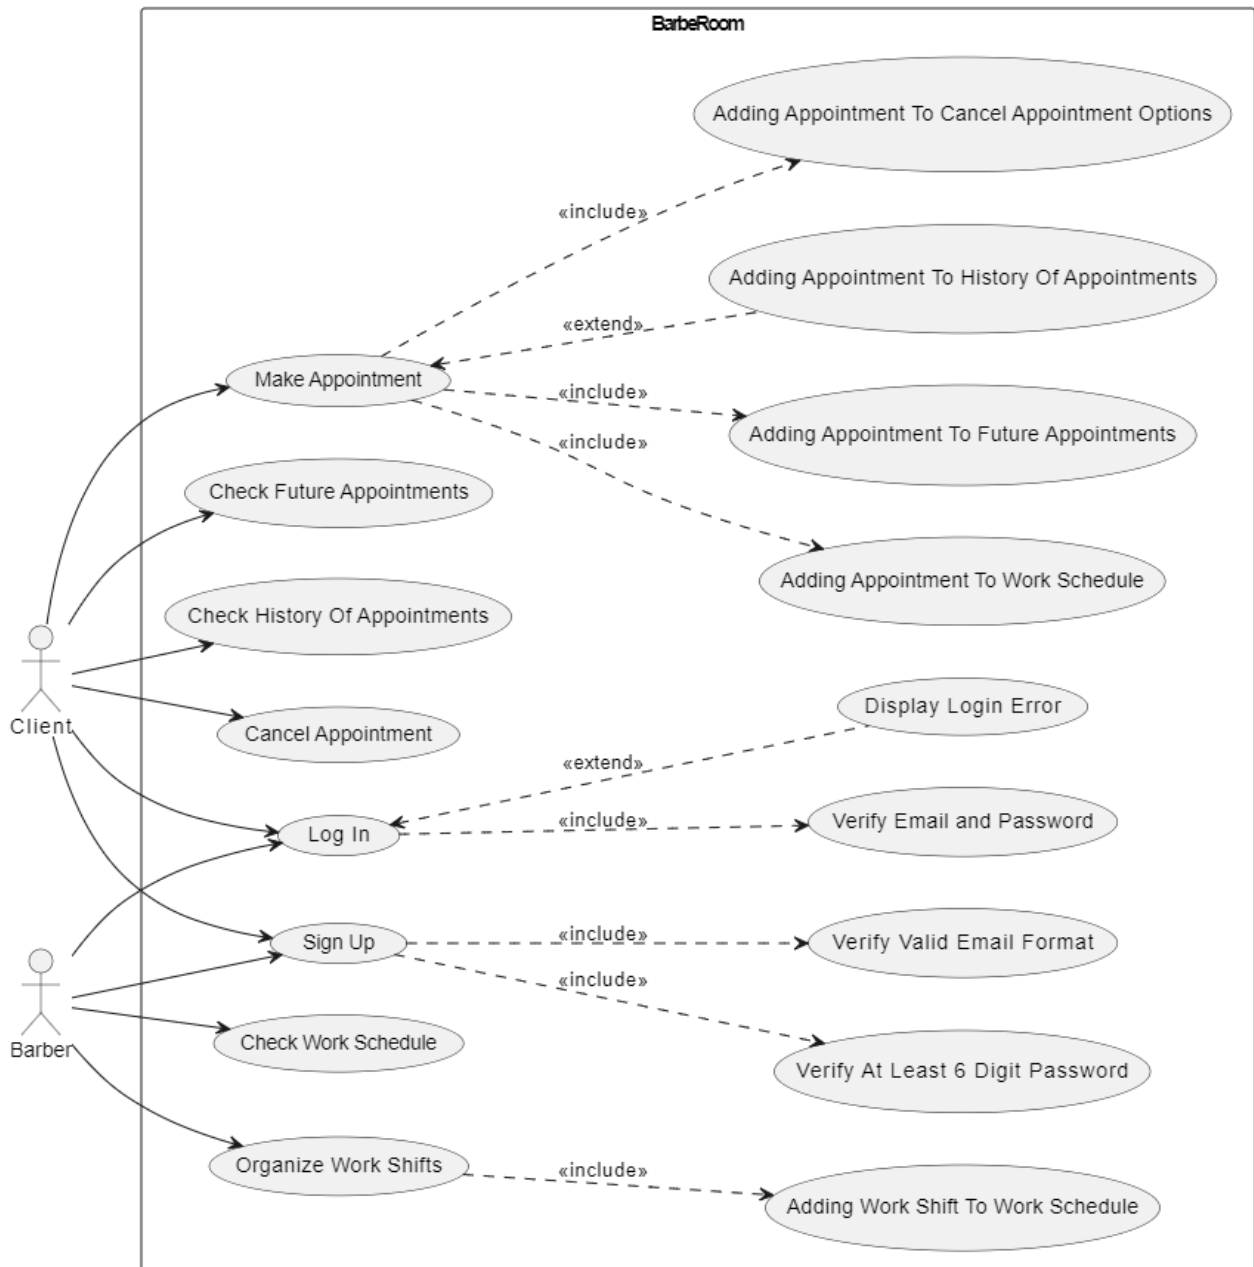 BarbeRoom
Adding Appointment To Cancel Appointment Options
«include»
Adding Appointment To History Of Appointments
«extend»
Make Appointment
«include»
Adding Appointment To Future Appointments
«include»
Check Future Appointments
Adding Appointment To Work Schedule
Check History Of Appointments
Display Login Error
Client
Cancel Appointment
«extend»
«include»
Verify Email and Password
Log In
«include»
Sign Up
Verify Valid Email Format
«include»
Check Work Schedule
Barber
Verify At Least 6 Digit Password
Organize Work Shifts
«include»
Adding Work Shift To Work Schedule